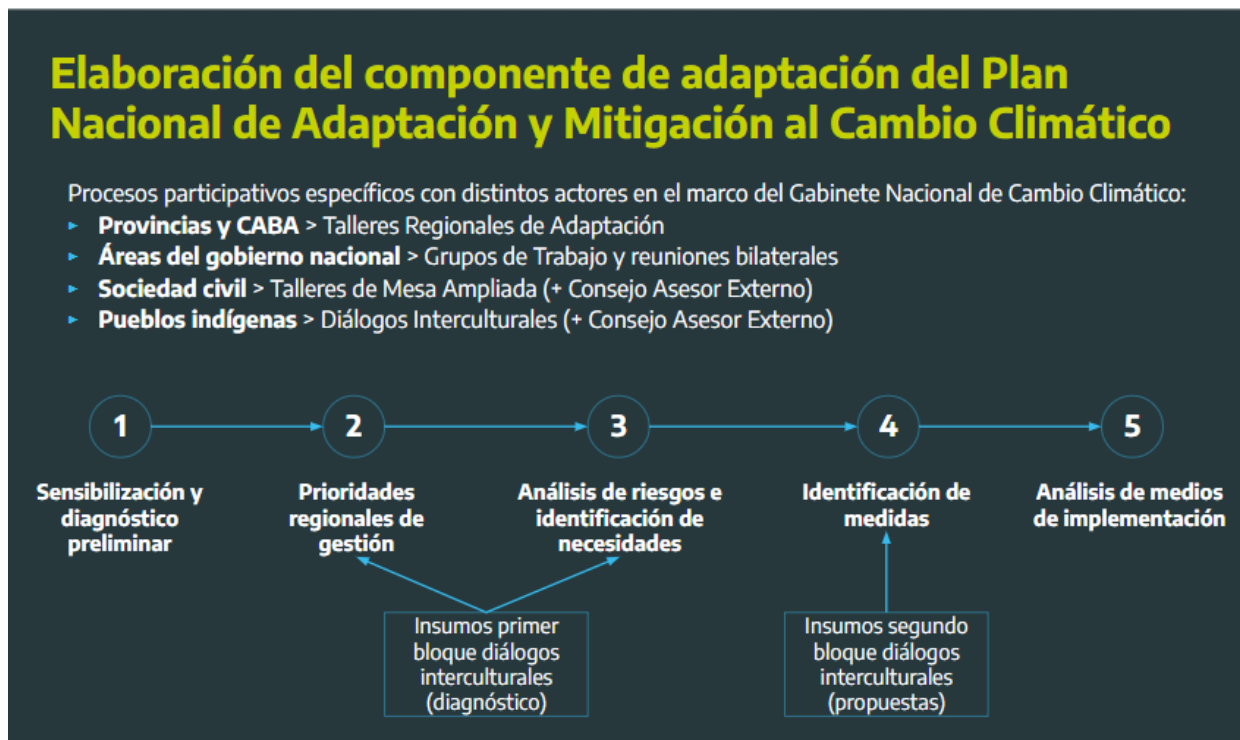 Elaboración del componente de adaptación del Plan
Nacional de Adaptación y Mitigación al Cambio Climático
Procesos participativos específicos con distintos actores en el marco del Gabinete Nacional de Cambio Climático:
▸ Provincias y CABA > Talleres Regionales de Adaptación
▸ Áreas del gobierno nacional > Grupos de Trabajo y reuniones bilaterales
▸ Sociedad civil > Talleres de Mesa Ampliada (+ Consejo Asesor Externo)
▸ Pueblos indígenas > Diálogos Interculturales (+ Consejo Asesor Externo)
1
Sensibilización y
diagnóstico
preliminar
2
Prioridades
regionales de
gestión
3
Análisis de riesgos e
identificación de
necesidades
4
Identificación de
medidas
5
Análisis de medios
de implementación
Insumos primer
bloque diálogos
interculturales
(diagnóstico)
Insumos segundo
bloque diálogos
interculturales
(propuestas)